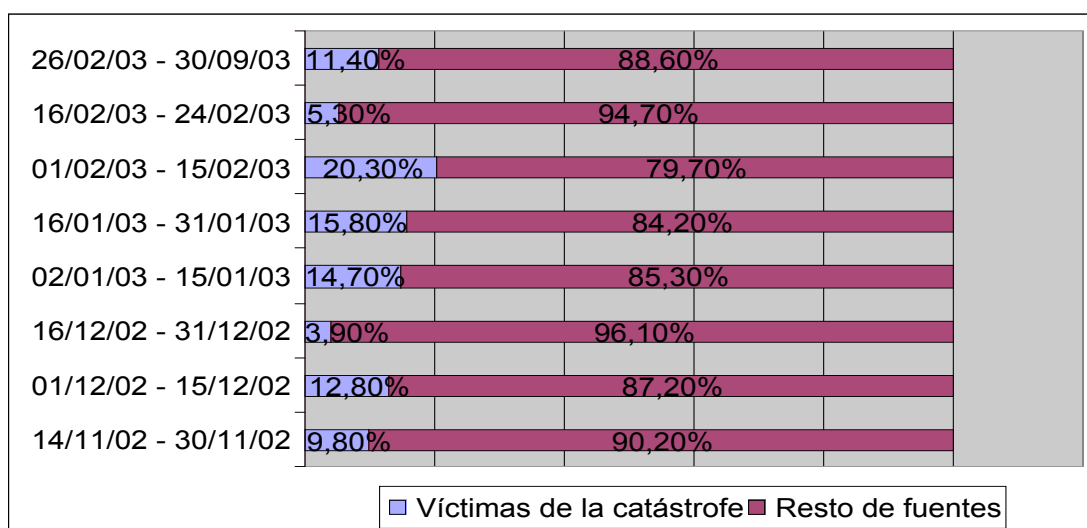 26/02/03 - 30/09/03 11,40% 88,60%
16/02/03 - 24/02/03 5,30% 94,70%
01/02/03 - 15/02/03 20,30% 79,70%
16/01/03 - 31/01/03 15,80% 84,20%
02/01/03 - 15/01/03 14,70% 85,30%
16/12/02 - 31/12/02 3,90% 96,10%
01/12/02 - 15/12/02 12,80% 87,20%
14/11/02 - 30/11/02 9,80% 90,20%
Víctimas de la catástrofe Resto de fuentes